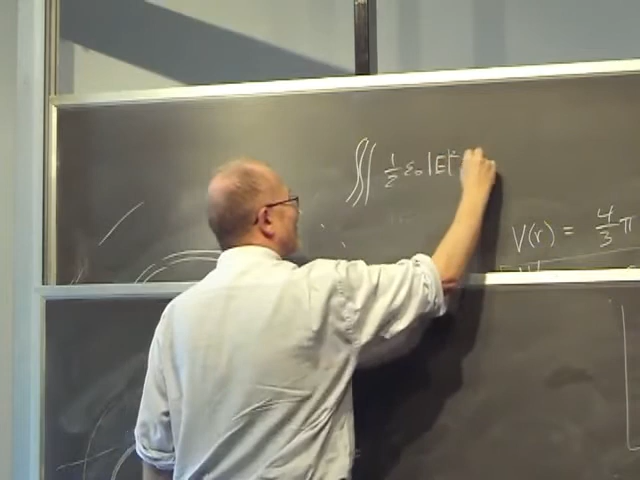 ∭ 1/2 ε₀ |E|²
V(r) = 4/3 π